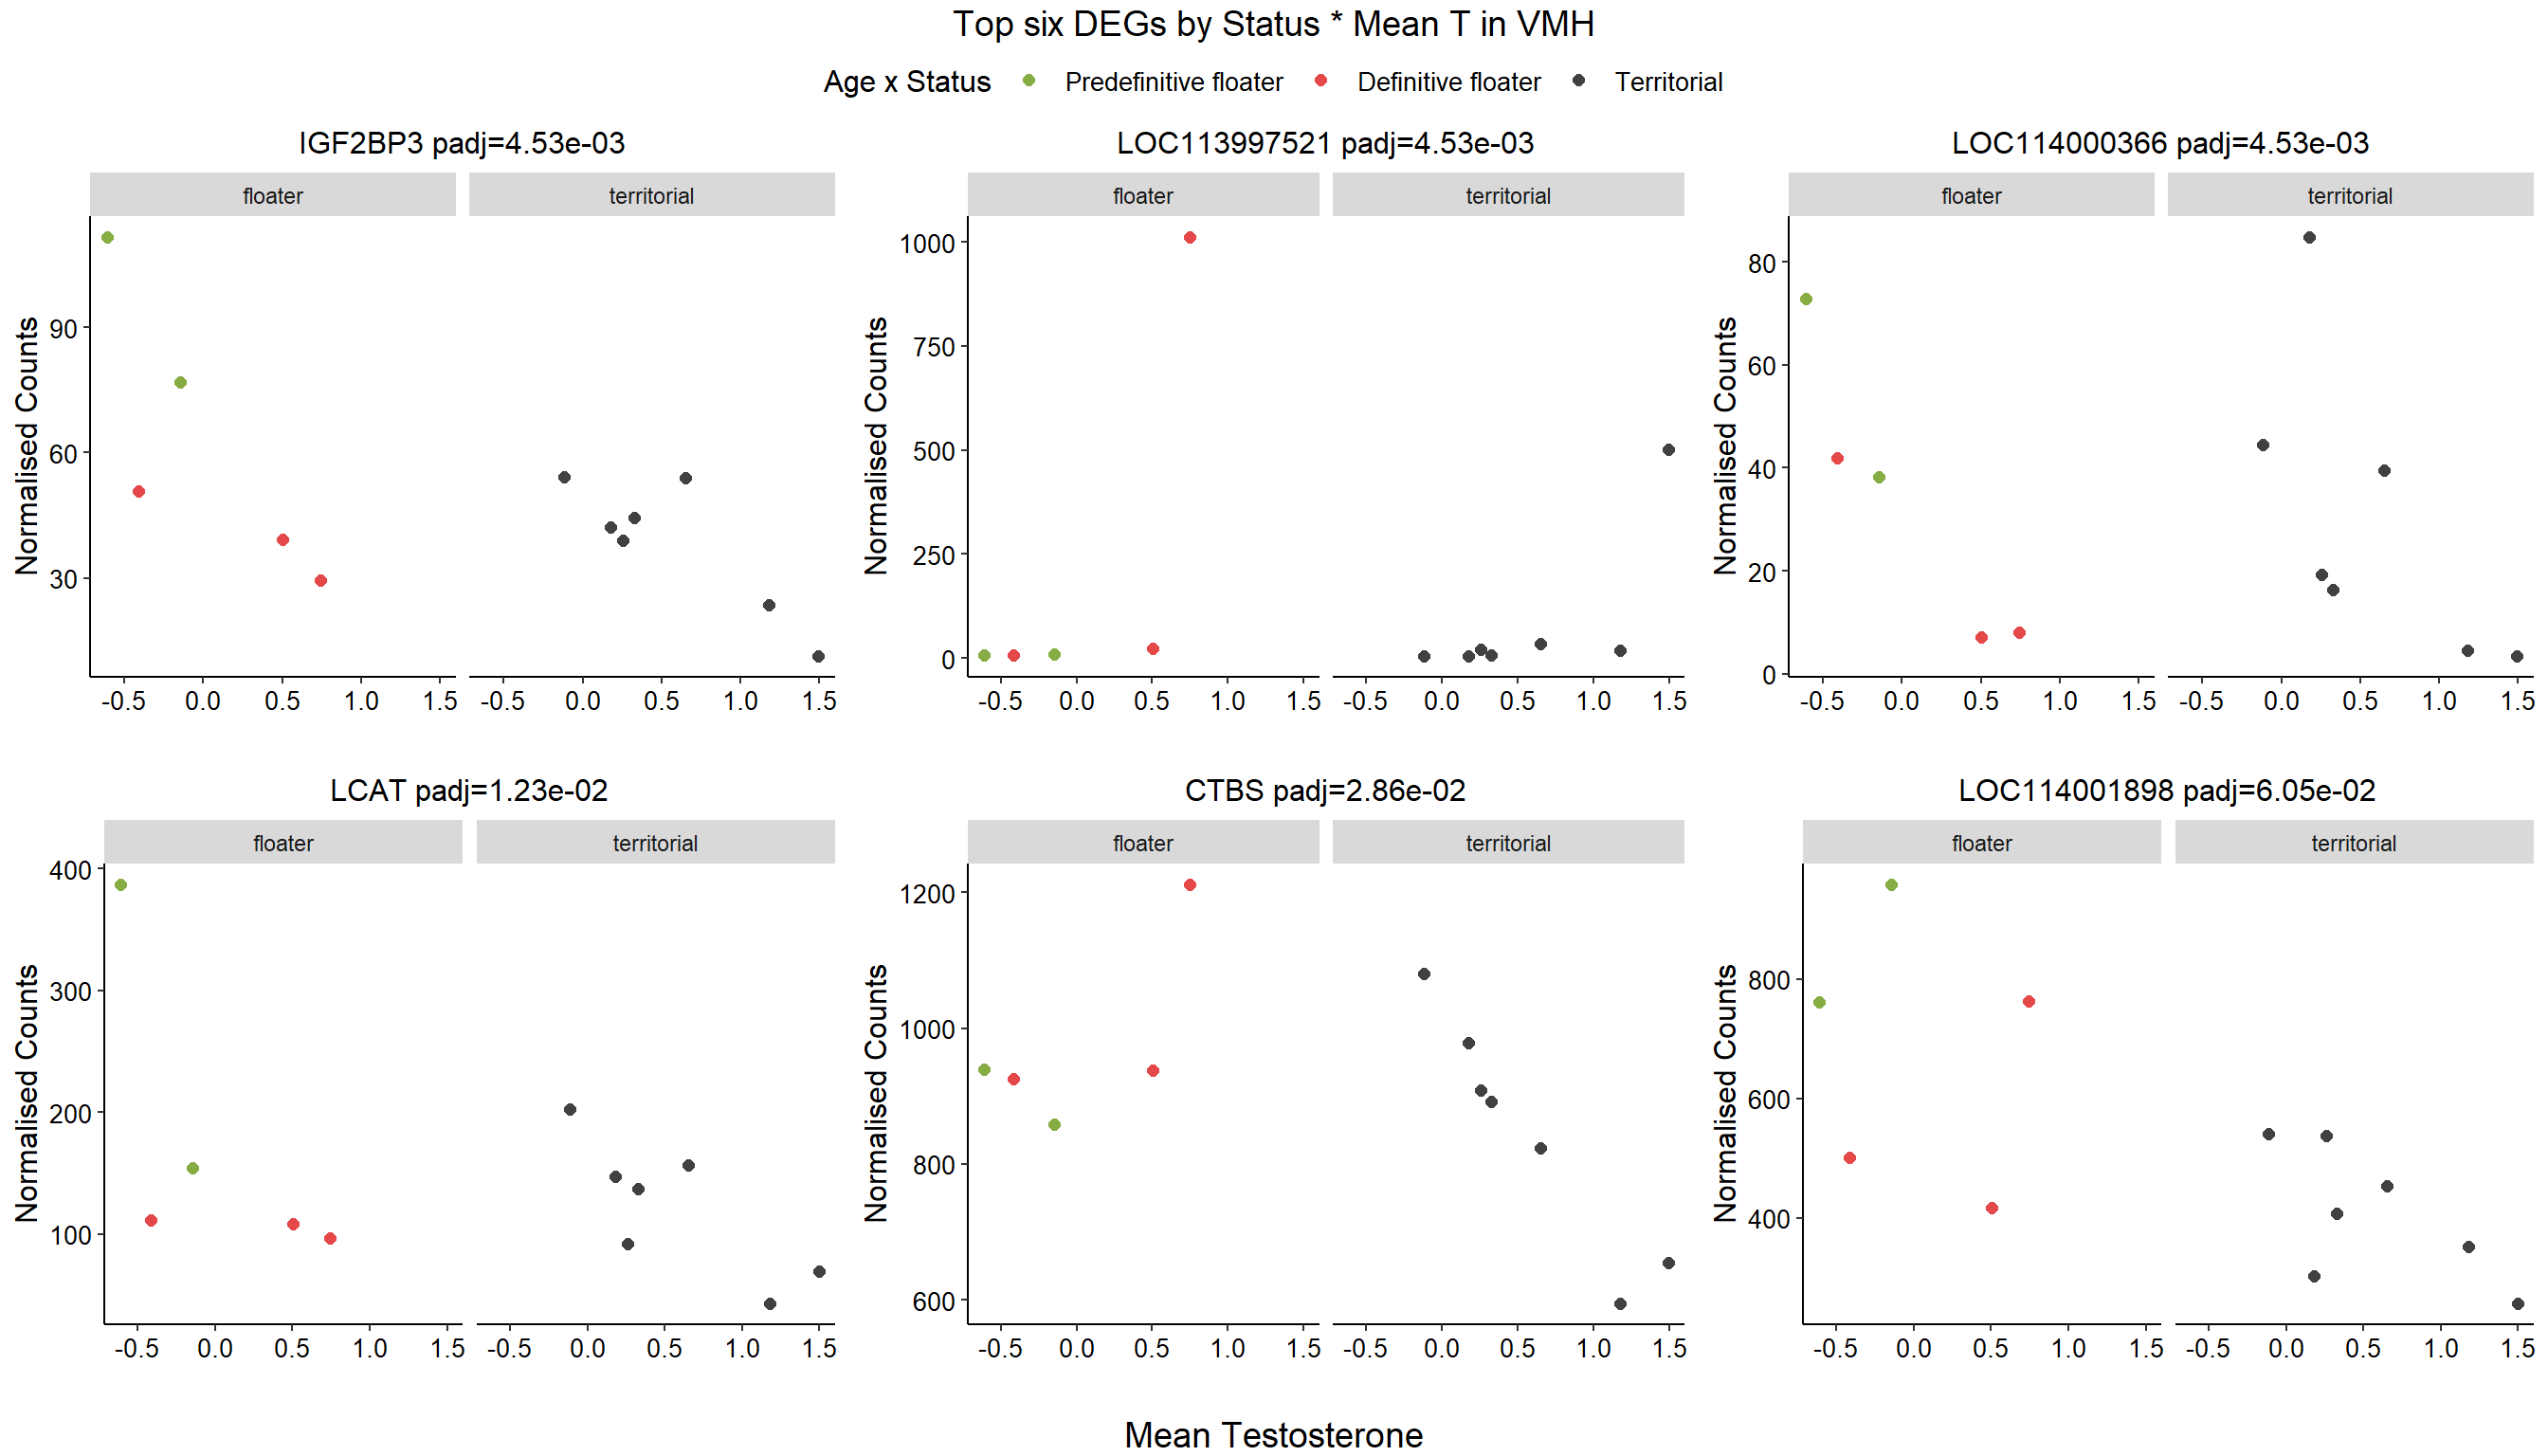 Top six DEGs by Status * Mean T in VMH
Age x Status Predefinitive floater Definitive floater Territorial
IGF2BP3 padj=4.53e-03
floater territorial
Normalised Counts
90
60
30
-0.5 0.0 0.5 1.0 1.5 -0.5 0.0 0.5 1.0 1.5
LOC113997521 padj=4.53e-03
floater territorial
Normalised Counts
1000
750
500
250
0
-0.5 0.0 0.5 1.0 1.5 -0.5 0.0 0.5 1.0 1.5
LOC114000366 padj=4.53e-03
floater territorial
Normalised Counts
80
60
40
20
0
-0.5 0.0 0.5 1.0 1.5 -0.5 0.0 0.5 1.0 1.5
LCAT padj=1.23e-02
floater territorial
Normalised Counts
400
300
200
100
-0.5 0.0 0.5 1.0 1.5 -0.5 0.0 0.5 1.0 1.5
CTBS padj=2.86e-02
floater territorial
Normalised Counts
1200
1000
800
600
-0.5 0.0 0.5 1.0 1.5 -0.5 0.0 0.5 1.0 1.5
LOC114001898 padj=6.05e-02
floater territorial
Normalised Counts
800
600
400
-0.5 0.0 0.5 1.0 1.5 -0.5 0.0 0.5 1.0 1.5
Mean Testosterone